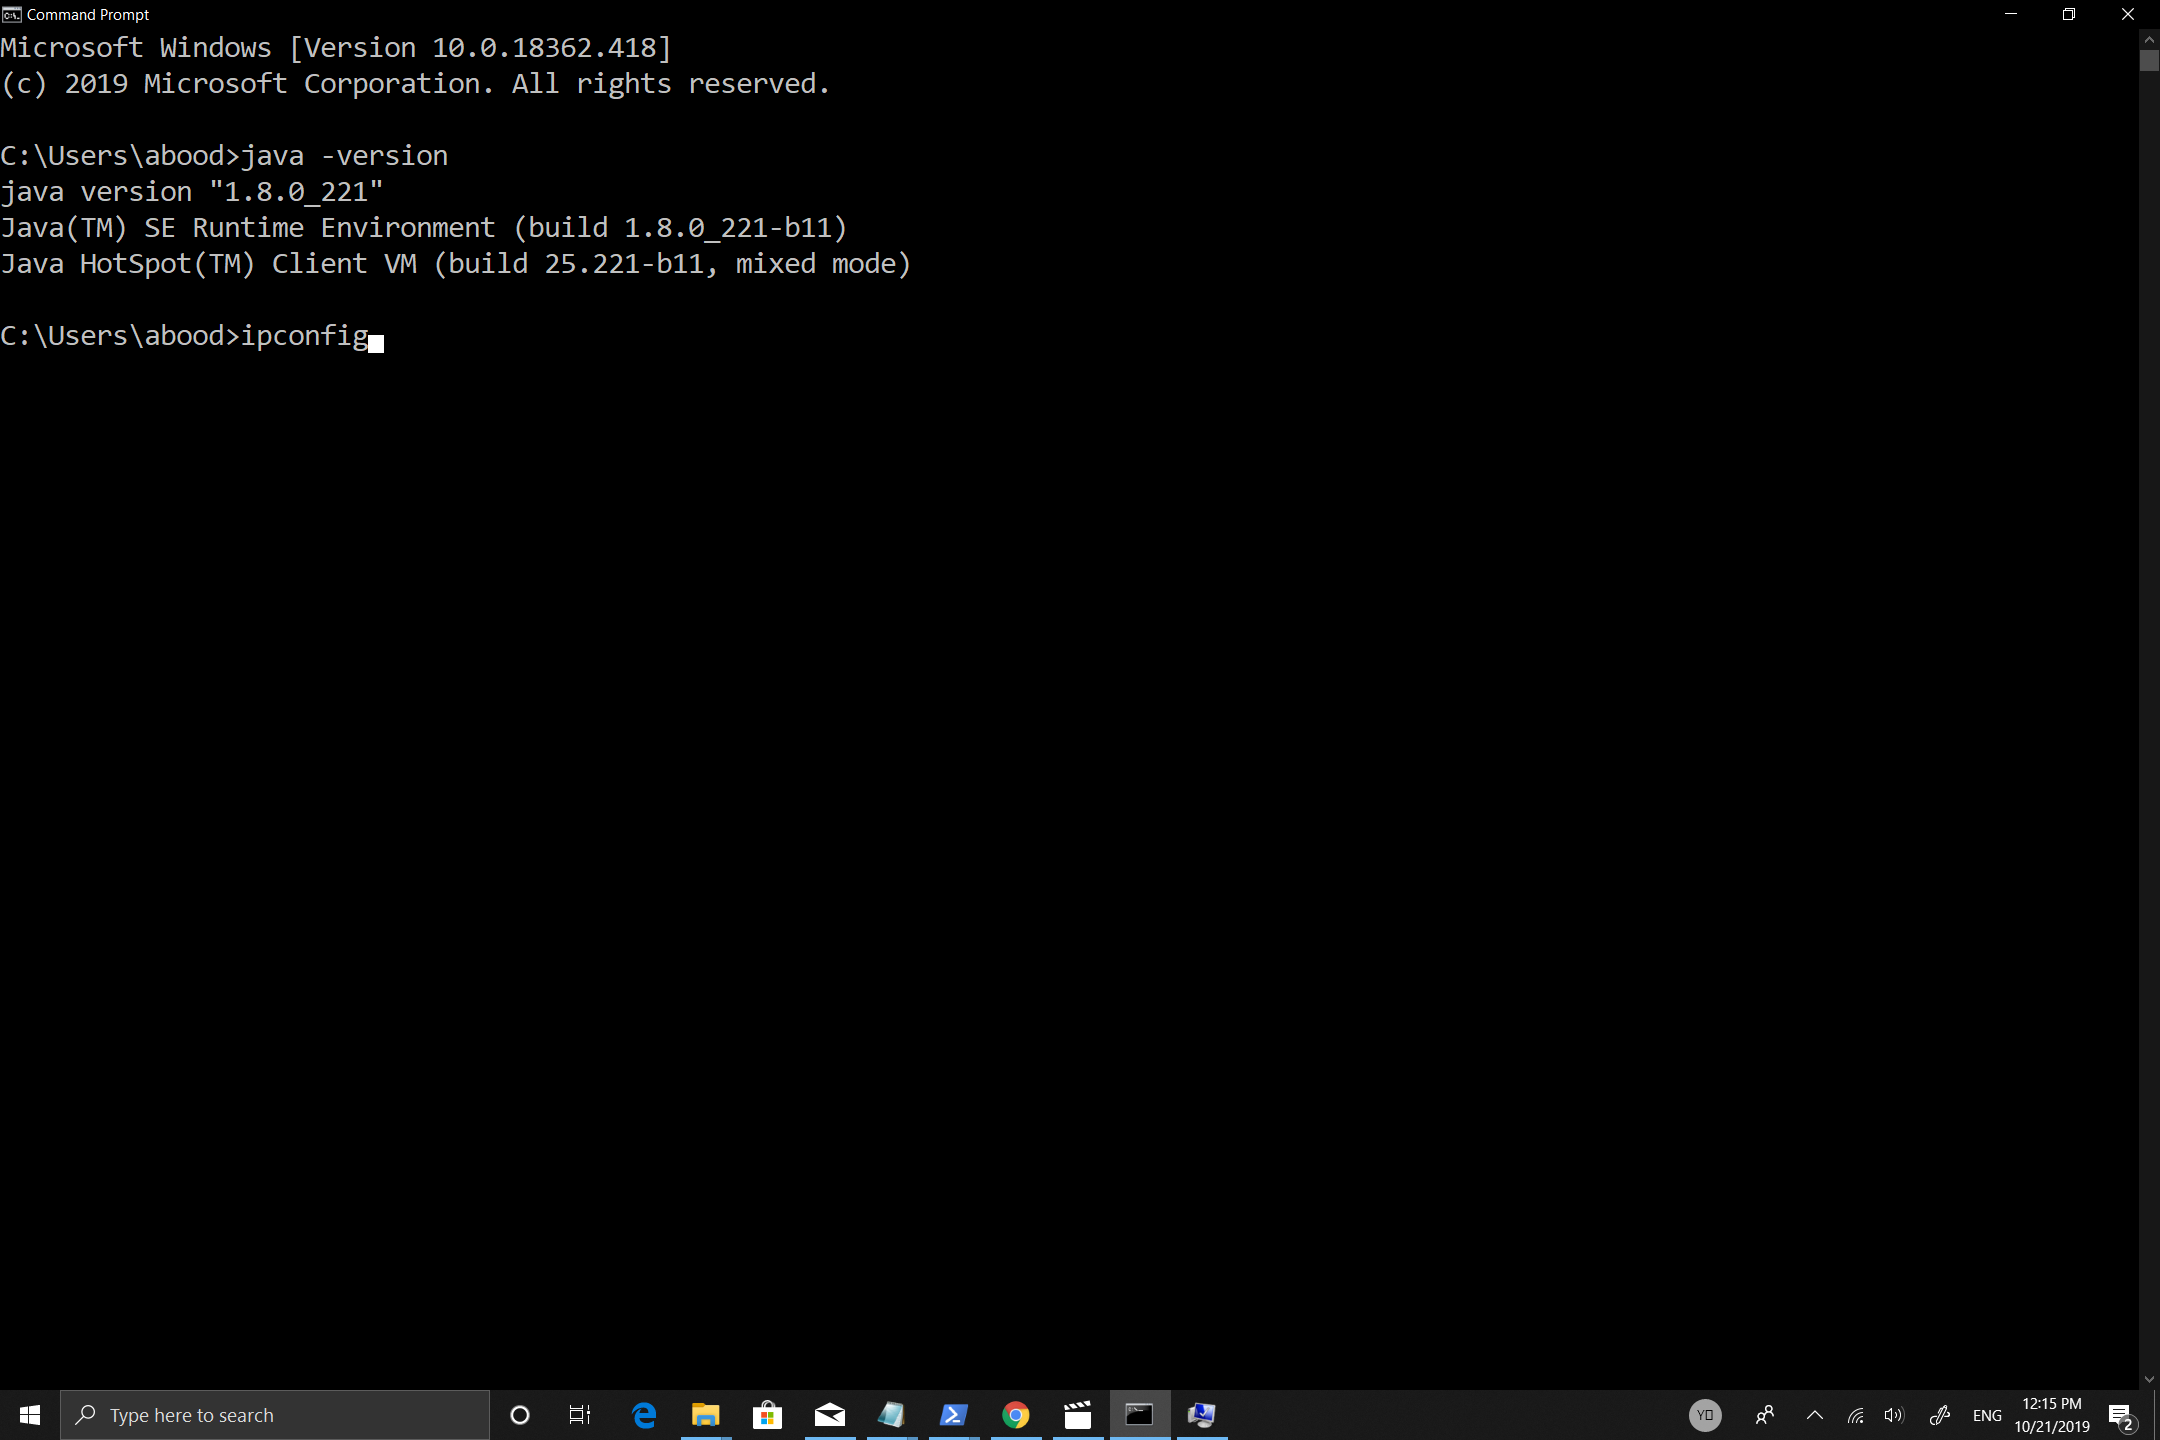 Command Prompt
Microsoft Windows [Version 10.0.18362.418]
(c) 2019 Microsoft Corporation. All rights reserved.
C:\Users\abood>java -version
java version "1.8.0_221"
Java(TM) SE Runtime Environment (build 1.8.0_221-b11)
Java HotSpot(TM) Client VM (build 25.221-b11, mixed mode)
C:\Users\abood>ipconfig
Type here to search
ENG
12:15 PM
10/21/2019
2